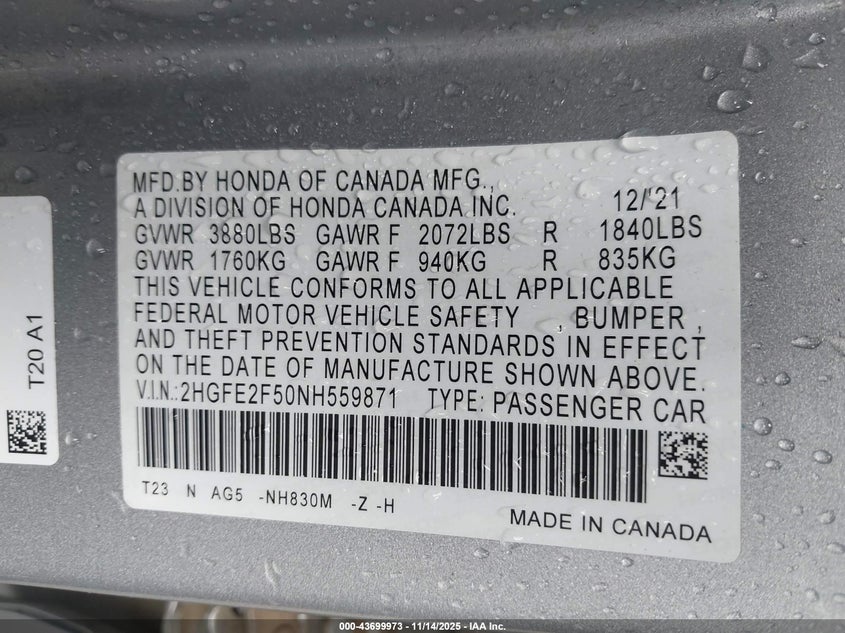 MFD.BY HONDA OF CANADA MFG.,
A DIVISION OF HONDA CANADA INC. 12/'21
GVWR 3880LBS GAWR F 2072LBS R 1840LBS
GVWR 1760KG GAWR F 940KG R 835KG
THIS VEHICLE CONFORMS TO ALL APPLICABLE
FEDERAL MOTOR VEHICLE SAFETY , BUMPER ,
AND THEFT PREVENTION STANDARDS IN EFFECT
ON THE DATE OF MANUFACTURE SHOWN ABOVE.
V.I.N.:2HGFE2F50NH559871 TYPE: PASSENGER CAR
T23 N AG5 -NH830M -Z -H
MADE IN CANADA
T20 A1
000-43699973 - 11/14/2025 - IAA Inc.